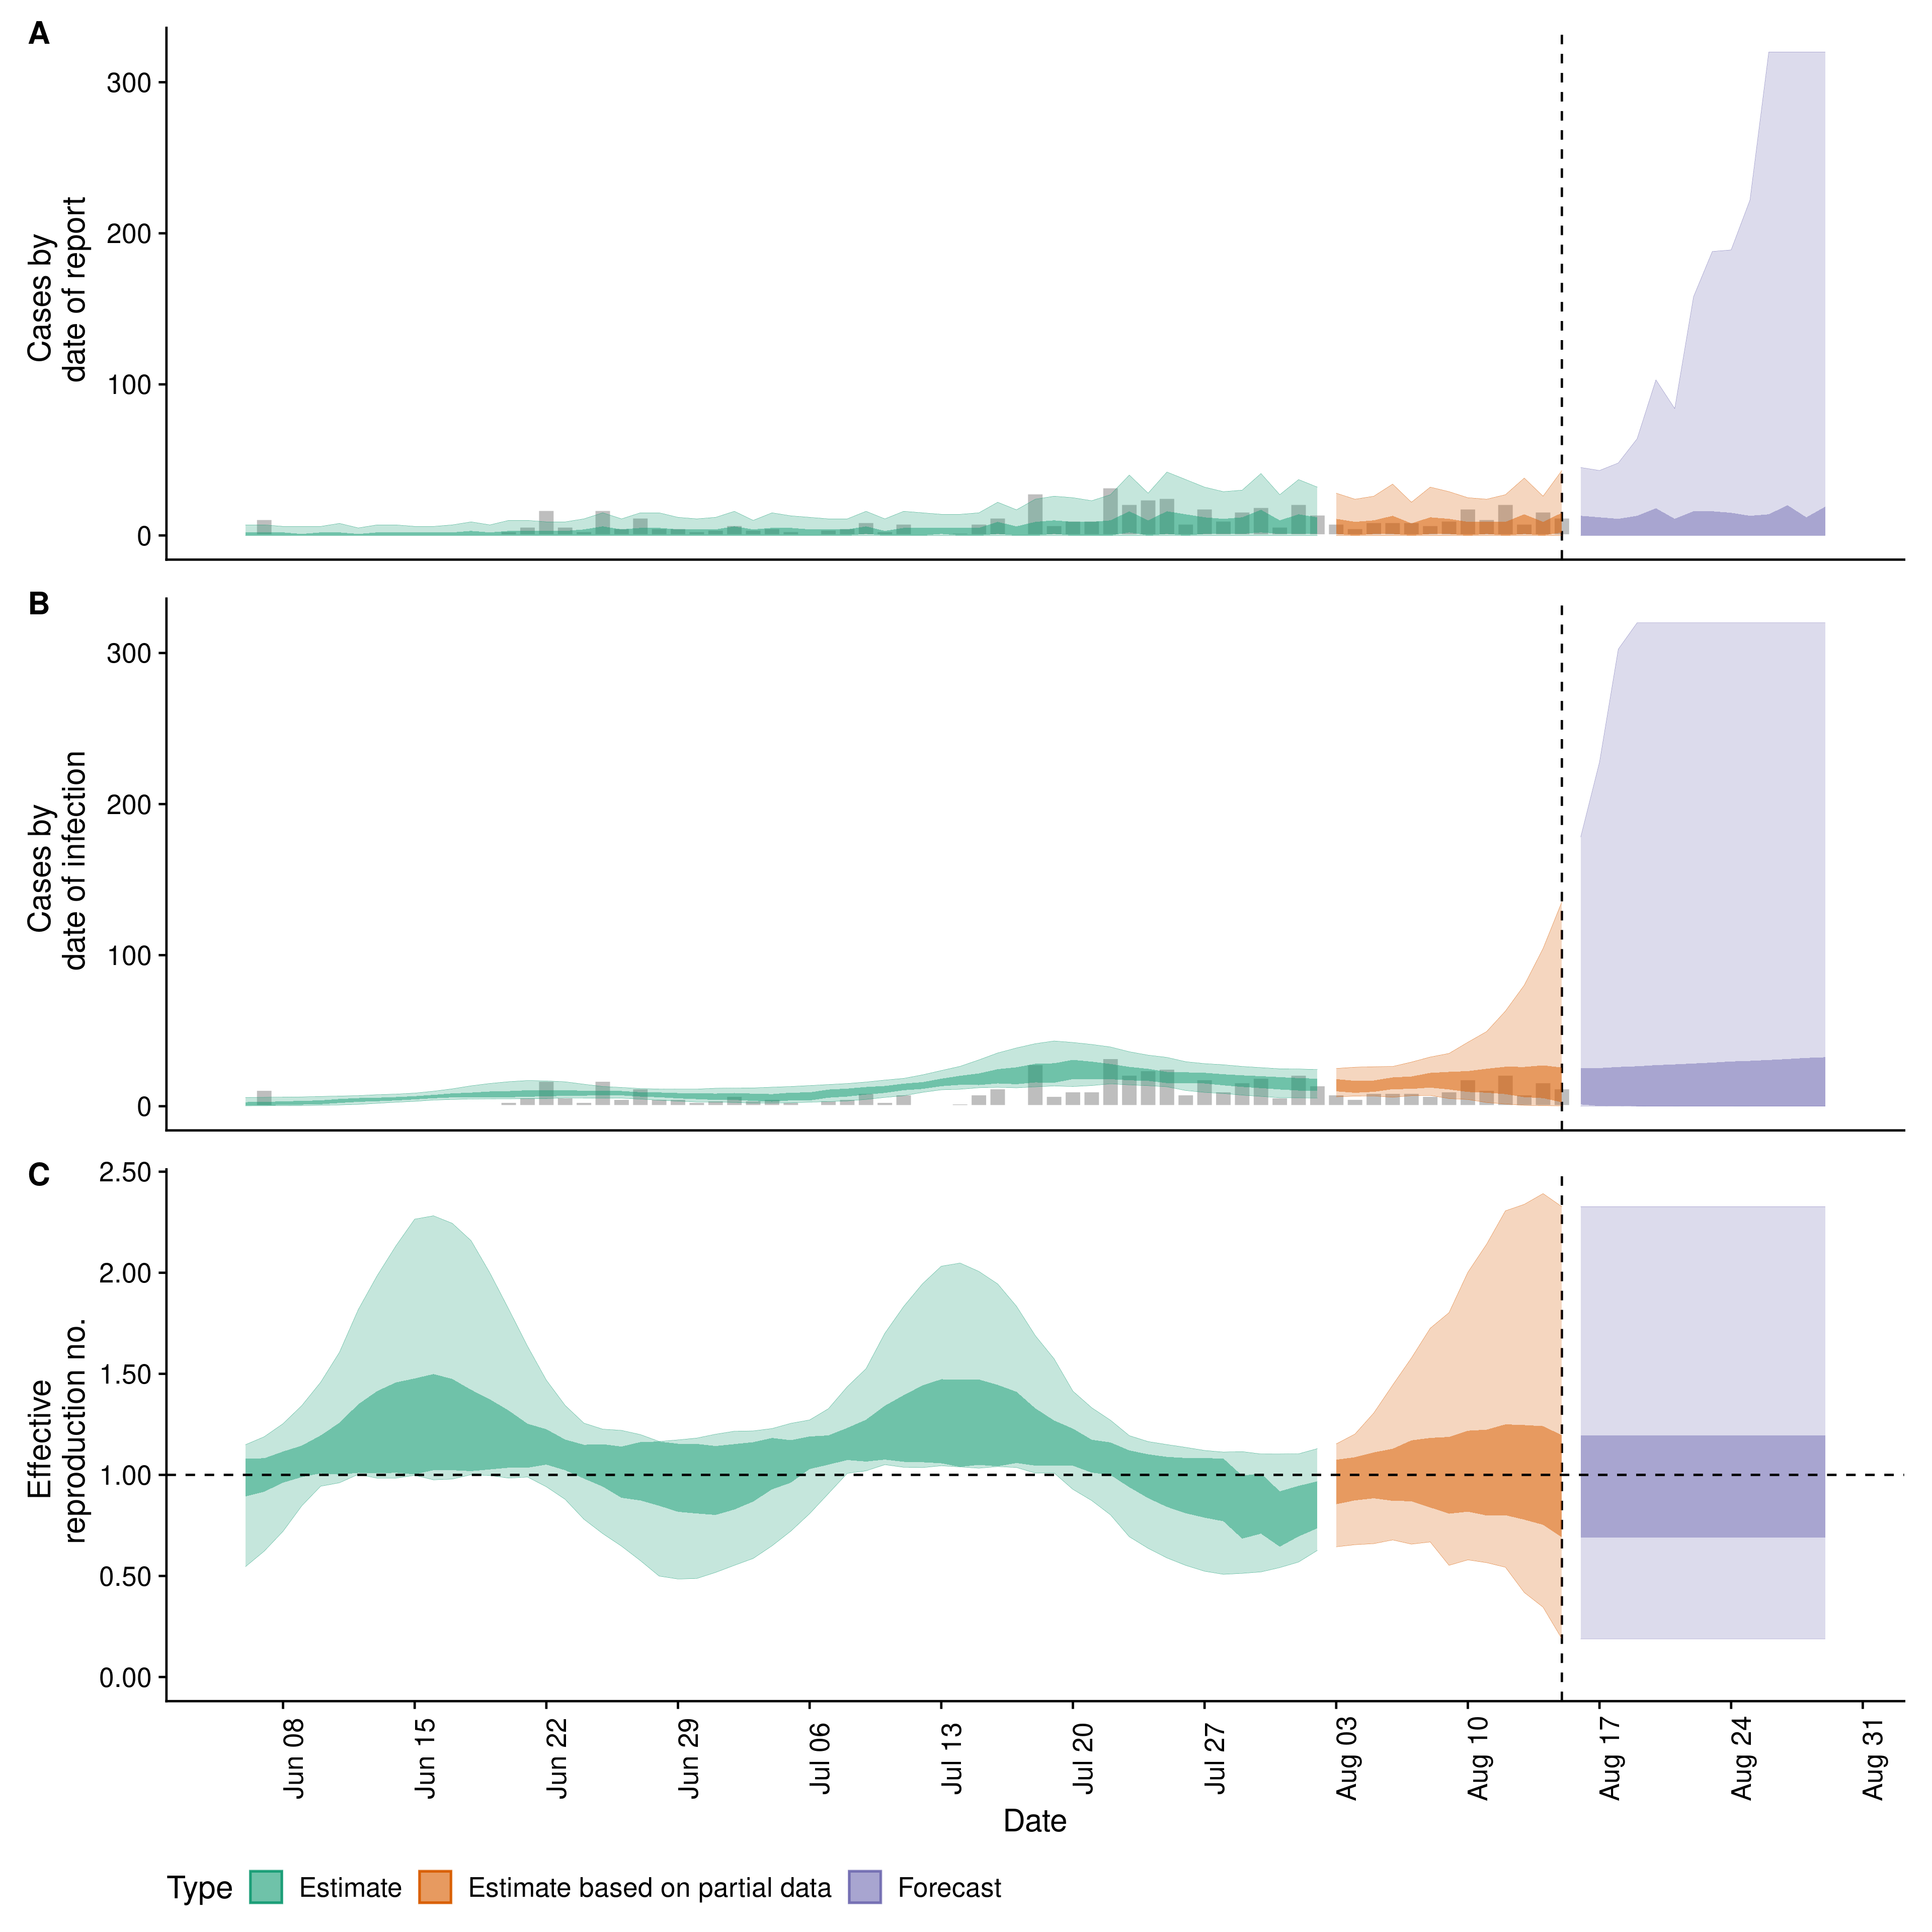 A
Cases by
date of report
300
200
100
0
B
Cases by
date of infection
300
200
100
0
C
Effective
reproduction no.
2.50
2.00
1.50
1.00
0.50
0.00
Jun 08
Jun 15
Jun 22
Jun 29
Jul 06
Jul 13
Jul 20
Jul 27
Aug 03
Aug 10
Aug 17
Aug 24
Aug 31
Date
Type Estimate Estimate based on partial data Forecast